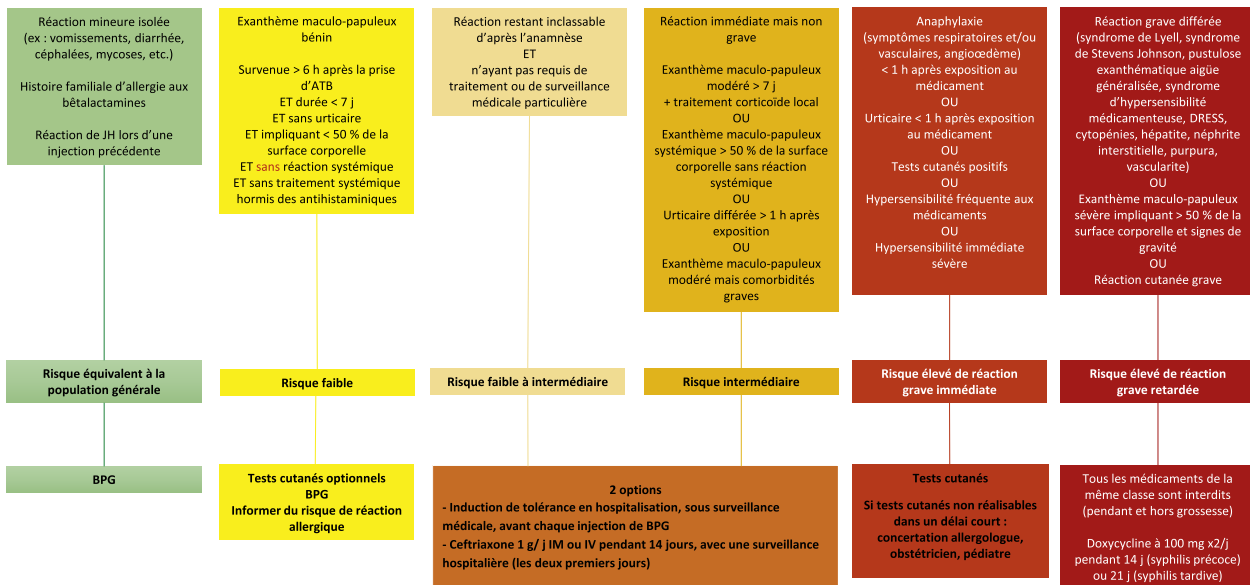 Réaction mineure isolée
(ex : vomissements, diarrhée,
céphalées, mycoses, etc.)
Histoire familiale d'allergie aux
bêtalactamines
Réaction de JH lors d'une
injection précédente
Risque équivalent à la
population générale
BPG
Exanthème maculo-papuleux
bénin
Survenue > 6 h après la prise
d'ATB
ET durée < 7 j
ET sans urticaire
ET impliquant < 50 % de la
surface corporelle
ET sans réaction systémique
ET sans traitement systémique
hormis des antihistaminiques
Risque faible
Tests cutanés optionnels
BPG
Informer du risque de réaction
allergique
Réaction restant inclassable
d'après l'anamnèse
ET
n'ayant pas requis de
traitement ou de surveillance
médicale particulière
Risque faible à intermédiaire
Réaction immédiate mais non
grave
Exanthème maculo-papuleux
modéré > 7 j
+ traitement corticoïde local
OU
Exanthème maculo-papuleux
systémique > 50 % de la surface
corporelle sans réaction
systémique
OU
Urticaire différée > 1 h après
exposition
OU
Exanthème maculo-papuleux
modéré mais comorbidités
graves
Risque intermédiaire
2 options
- Induction de tolérance en hospitalisation, sous surveillance
médicale, avant chaque injection de BPG
- Ceftriaxone 1 g/ j IM ou IV pendant 14 jours, avec une surveillance
hospitalière (les deux premiers jours)
Anaphylaxie
(symptômes respiratoires et/ou
vasculaires, angioœdème)
< 1 h après exposition au
médicament
OU
Urticaire < 1 h après exposition
au médicament
OU
Tests cutanés positifs
OU
Hypersensibilité fréquente aux
médicaments
OU
Hypersensibilité immédiate
sévère
Risque élevé de réaction
grave immédiate
Tests cutanés
Si tests cutanés non réalisables
dans un délai court :
concertation allergologue,
obstétricien, pédiatre
Réaction grave différée
(syndrome de Lyell, syndrome
de Stevens Johnson, pustulose
exanthématique aigüe
généralisée, syndrome
d'hypersensibilité
médicamenteuse, DRESS,
cytopénies, hépatite, néphrite
interstitielle, purpura,
vascularite)
OU
Exanthème maculo-papuleux
sévère impliquant > 50 % de la
surface corporelle et signes de
gravité
OU
Réaction cutanée grave
Risque élevé de réaction
grave retardée
Tous les médicaments de la
même classe sont interdits
(pendant et hors grossesse)
Doxycycline à 100 mg x2/j
pendant 14 j (syphilis précoce)
ou 21 j (syphilis tardive)